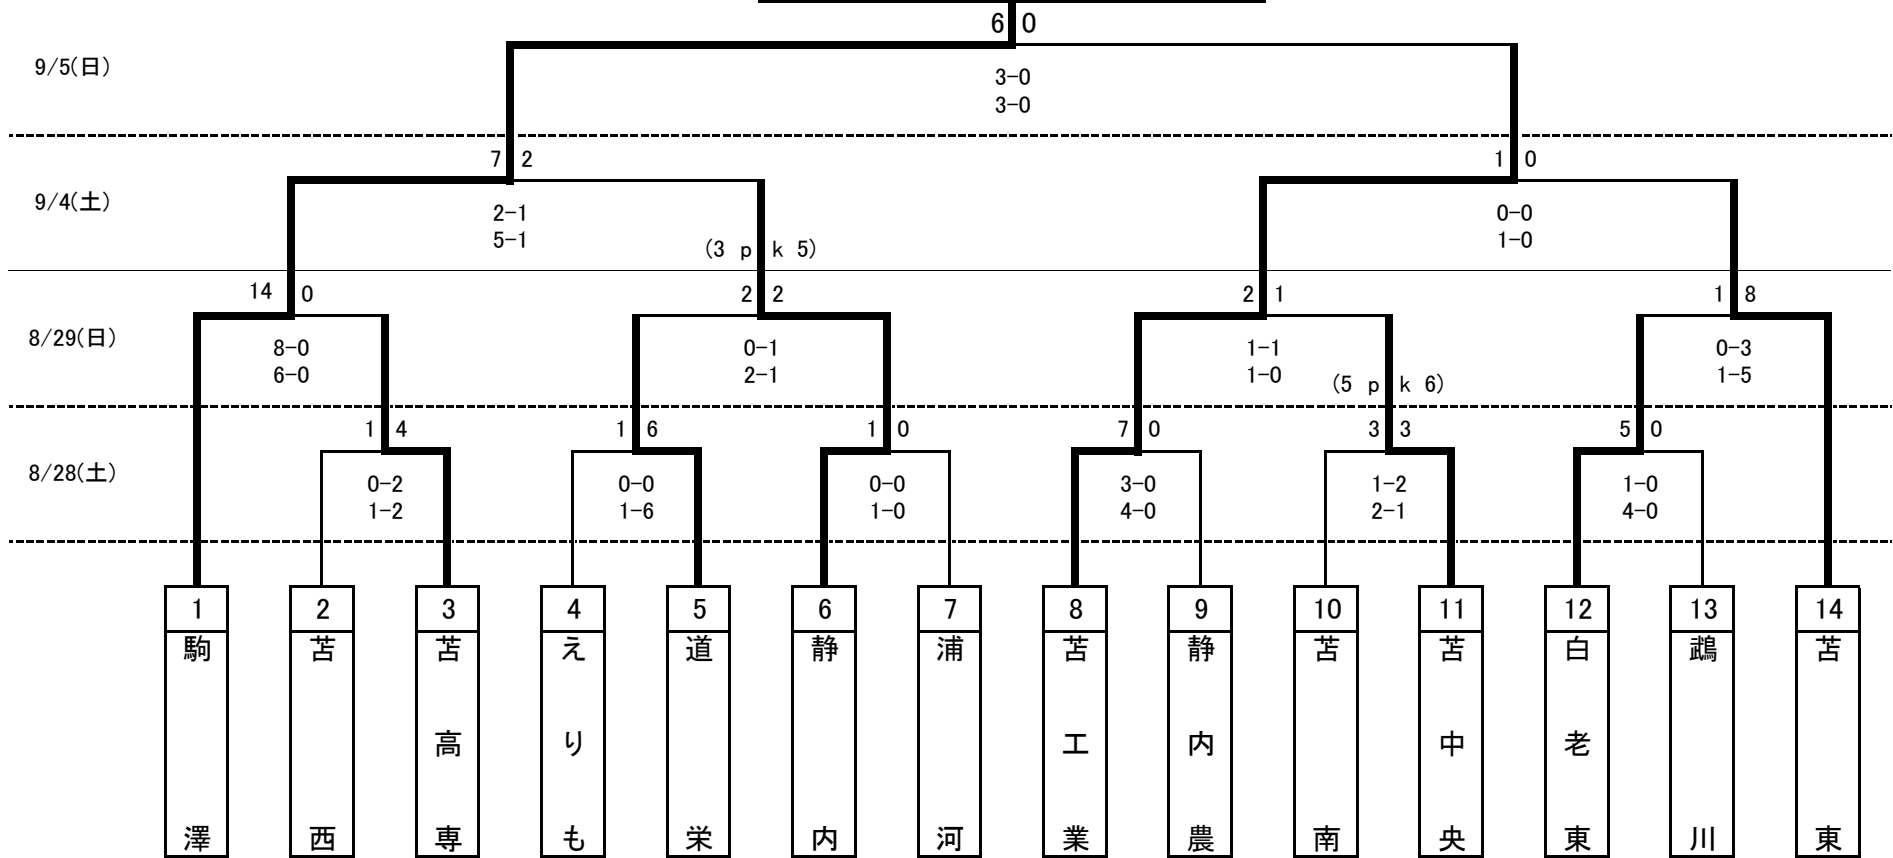 6 0
9/5(日)
3-0
3-0
7 2
1 0
9/4(土)
2-1
5-1
0-0
1-0
(3 p k 5)
14 0
2 2
2 1
1 8
8/29(日)
8-0
6-0
0-1
2-1
1-1
1-0
0-3
1-5
(5 p k 6)
1 4
1 6
1 0
7 0
3 3
5 0
8/28(土)
0-2
1-2
0-0
1-6
0-0
1-0
3-0
4-0
1-2
2-1
1-0
4-0
1
2
3
4
5
6
7
8
9
10
11
12
13
14
駒澤
苫西
苫高専
えりも
道栄
静内
浦河
苫工業
静内農
苫南
苫中央
白老東
鵡川
苫東